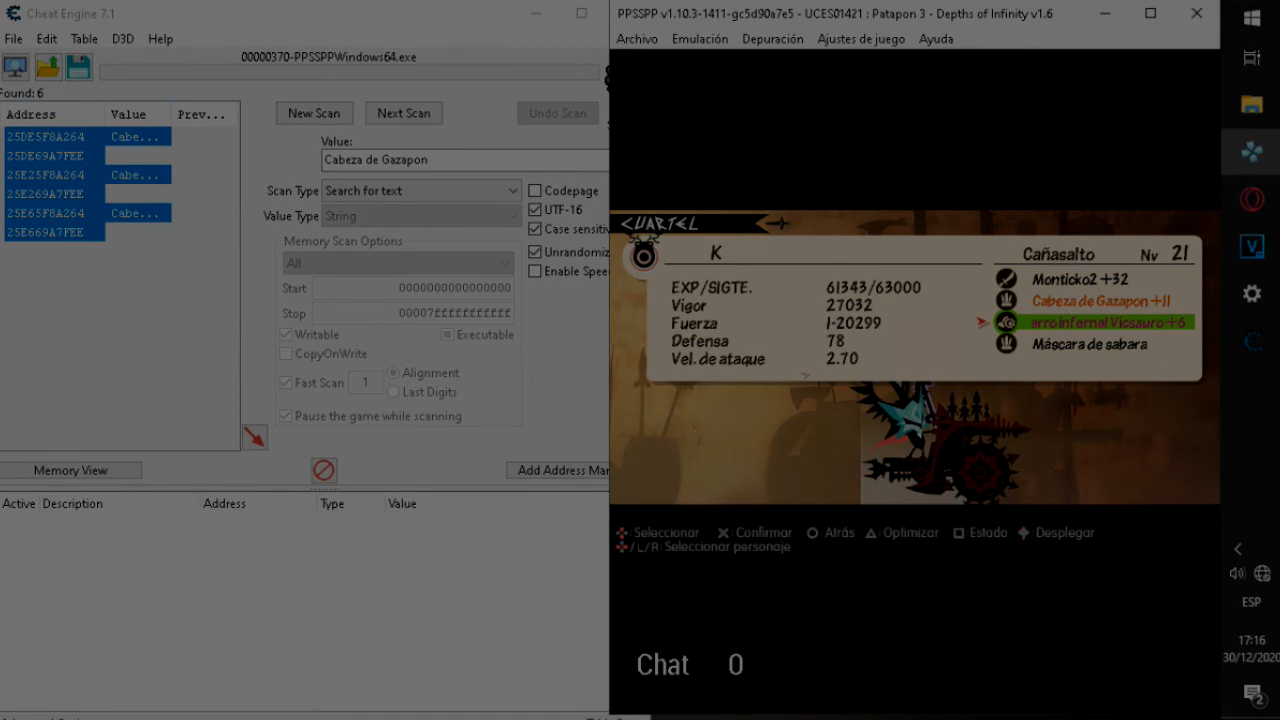 Cheat Engine 7.1
File Edit Table D3D Help
00000370-PPSSPPWindows64.exe
Found: 6
Address Value Prev...
25DE5F8A264 Cabe...
25DE69A7FEE
25E25F8A264 Cabe...
25E269A7FEE
25E65F8A264 Cabe...
25E669A7FEE
New Scan Next Scan Undo Scan
Value:
Cabeza de Gazapon
Scan Type Search for text
Value Type String
Codepage
UTF-16
Case sensitiv
Unrandomiz
Enable Spee
Memory Scan Options
All
Start 0000000000000000
Stop 00007fffffffffff
Writable Executable
CopyOnWrite
Fast Scan 1 Alignment
Last Digits
Pause the game while scanning
Memory View Add Address Man
Active Description Address Type Value
PPSSPP v1.10.3-1411-gc5d90a7e5 - UCES01421 : Patapon 3 - Depths of Infinity v1.6
Archivo Emulación Depuración Ajustes de juego Ayuda
CUARTEL
K
EXP/SIGTE. 61343/63000
Vigor 27032
Fuerza 1-20299
Defensa 78
Vel. de ataque 2.70
Cañasalto Nv 21
Monticko2 +32
Cabeza de Gazapon +11
arro infernal Vicsauro +6
Máscara de sabara
Seleccionar Confirmar Atrás Optimizar Estado Desplegar
/L/R: Seleccionar personaje
Chat 0
ESP
17:16
30/12/2020
2